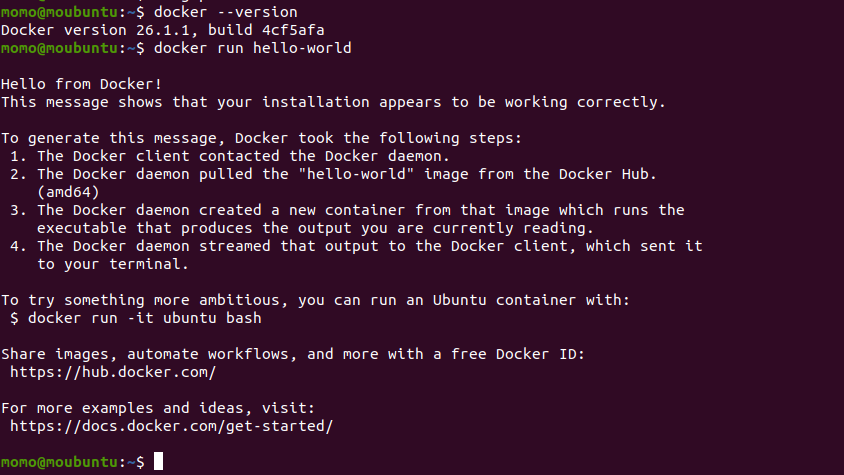 momo@moubuntu:~$ docker --version
Docker version 26.1.1, build 4cf5afa
momo@moubuntu:~$ docker run hello-world
Hello from Docker!
This message shows that your installation appears to be working correctly.
To generate this message, Docker took the following steps:
1. The Docker client contacted the Docker daemon.
2. The Docker daemon pulled the "hello-world" image from the Docker Hub.
(amd64)
3. The Docker daemon created a new container from that image which runs the
executable that produces the output you are currently reading.
4. The Docker daemon streamed that output to the Docker client, which sent it
to your terminal.
To try something more ambitious, you can run an Ubuntu container with:
$ docker run -it ubuntu bash
Share images, automate workflows, and more with a free Docker ID:
https://hub.docker.com/
For more examples and ideas, visit:
https://docs.docker.com/get-started/
momo@moubuntu:~$